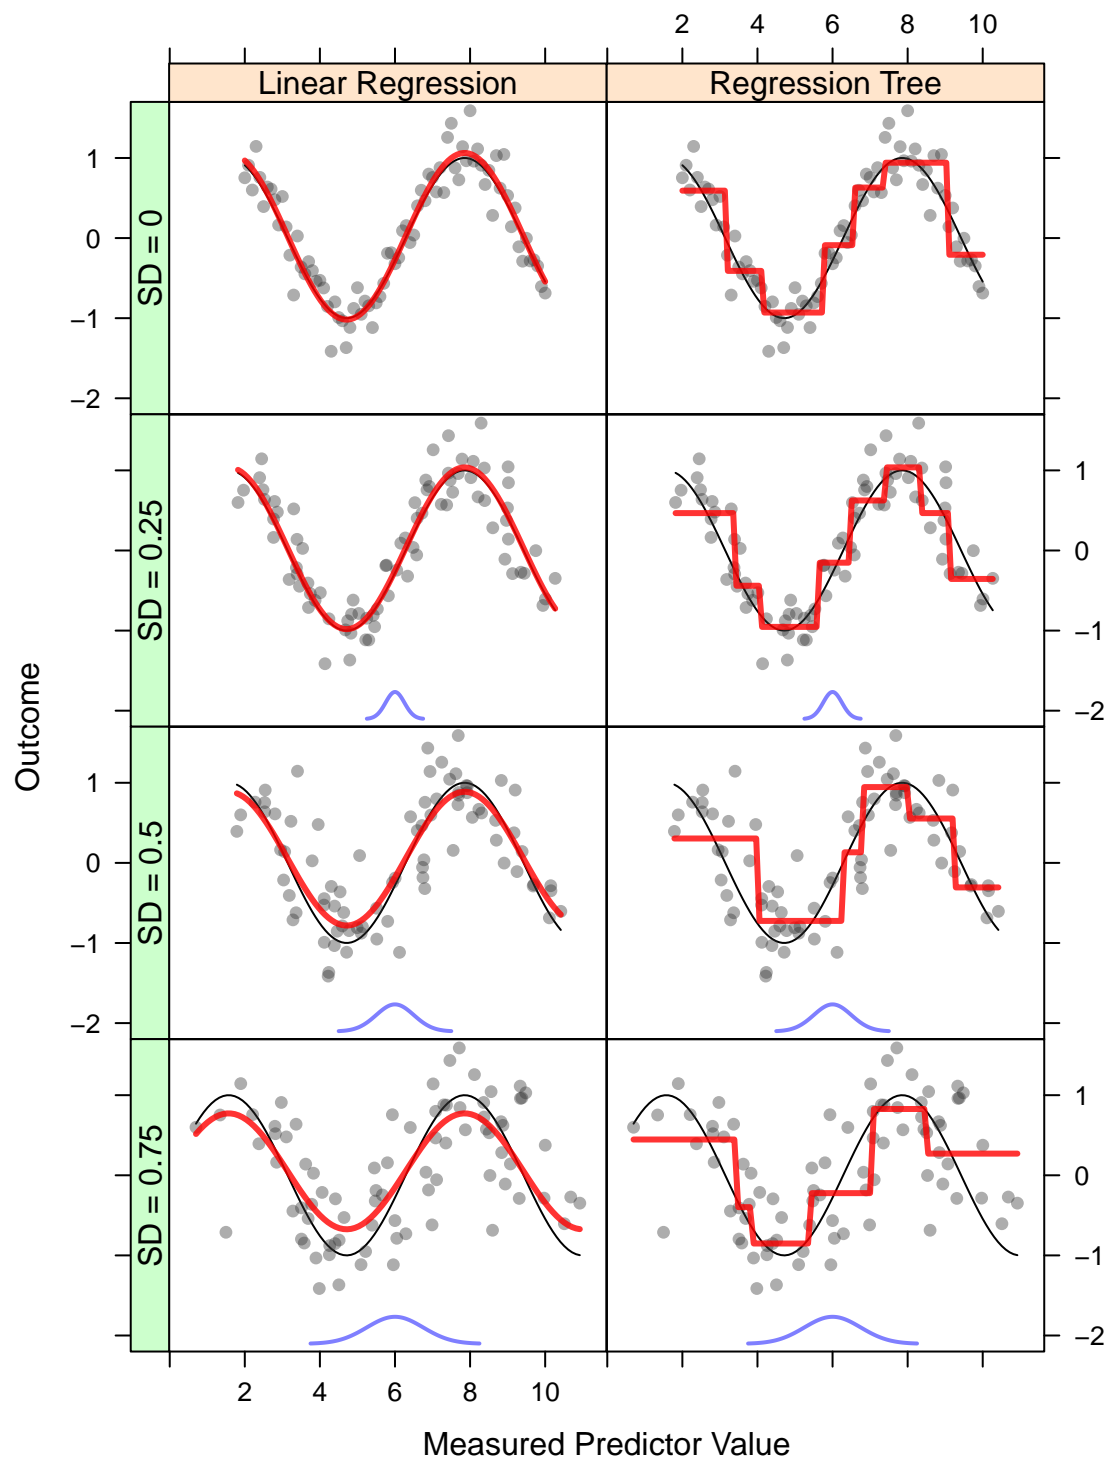 2 4 6 8 10
Linear Regression Regression Tree
SD = 0
1
0
−1
−2
SD = 0.25
1
0
−1
−2
SD = 0.5
1
0
−1
−2
SD = 0.75
1
0
−1
−2
Outcome
2 4 6 8 10
Measured Predictor Value